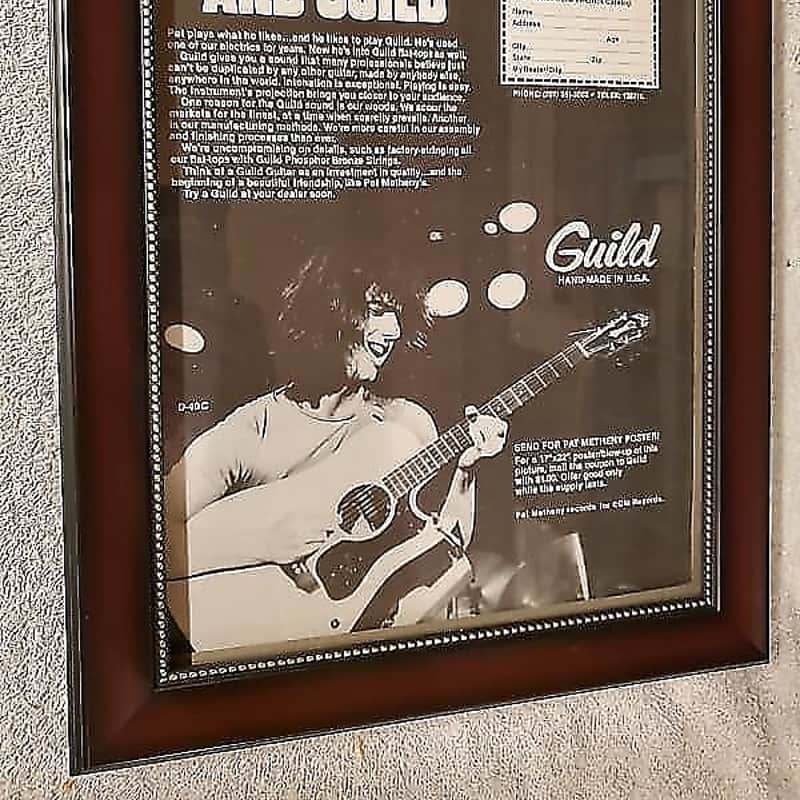 AND GUILD
Pat plays what he likes...and he likes to play Guild. He's used
one of our electrics for years. Now he's into Guild flat-tops as well.
Guild gives you a sound that many professionals believe just
can't be duplicated by any other guitar, made by anybody else,
anywhere in the world. Intonation is exceptional. Playing is easy.
The instrument's projection brings you closer to your audience.
One reason for the Guild sound is our woods. We scout the
markets for the finest, at a time when scarcity prevails. Another
in our manufacturing methods. We're more careful in our assembly
and finishing processes than ever.
We're uncompromising on details, such as factory-stringing all
our flat-tops with Guild Phosphor Bronze Strings.
Think of a Guild Guitar as an investment in quality...and the
beginning of a beautiful friendship, like Pat Metheny's.
Try a Guild at your dealer soon.
Catalog)
Name
Address
Age
City
State Zip
My Dealer/City
PHONE: TELEX:
Guild
HAND-MADE IN U.S.A.
D-40C
SEND FOR PAT METHENY POSTER!
For a 17"x22" poster/blow-up of this
picture, mail the coupon to Guild
with $1.00. Offer good only
while the supply lasts.
Pat Metheny records for ECM Records.